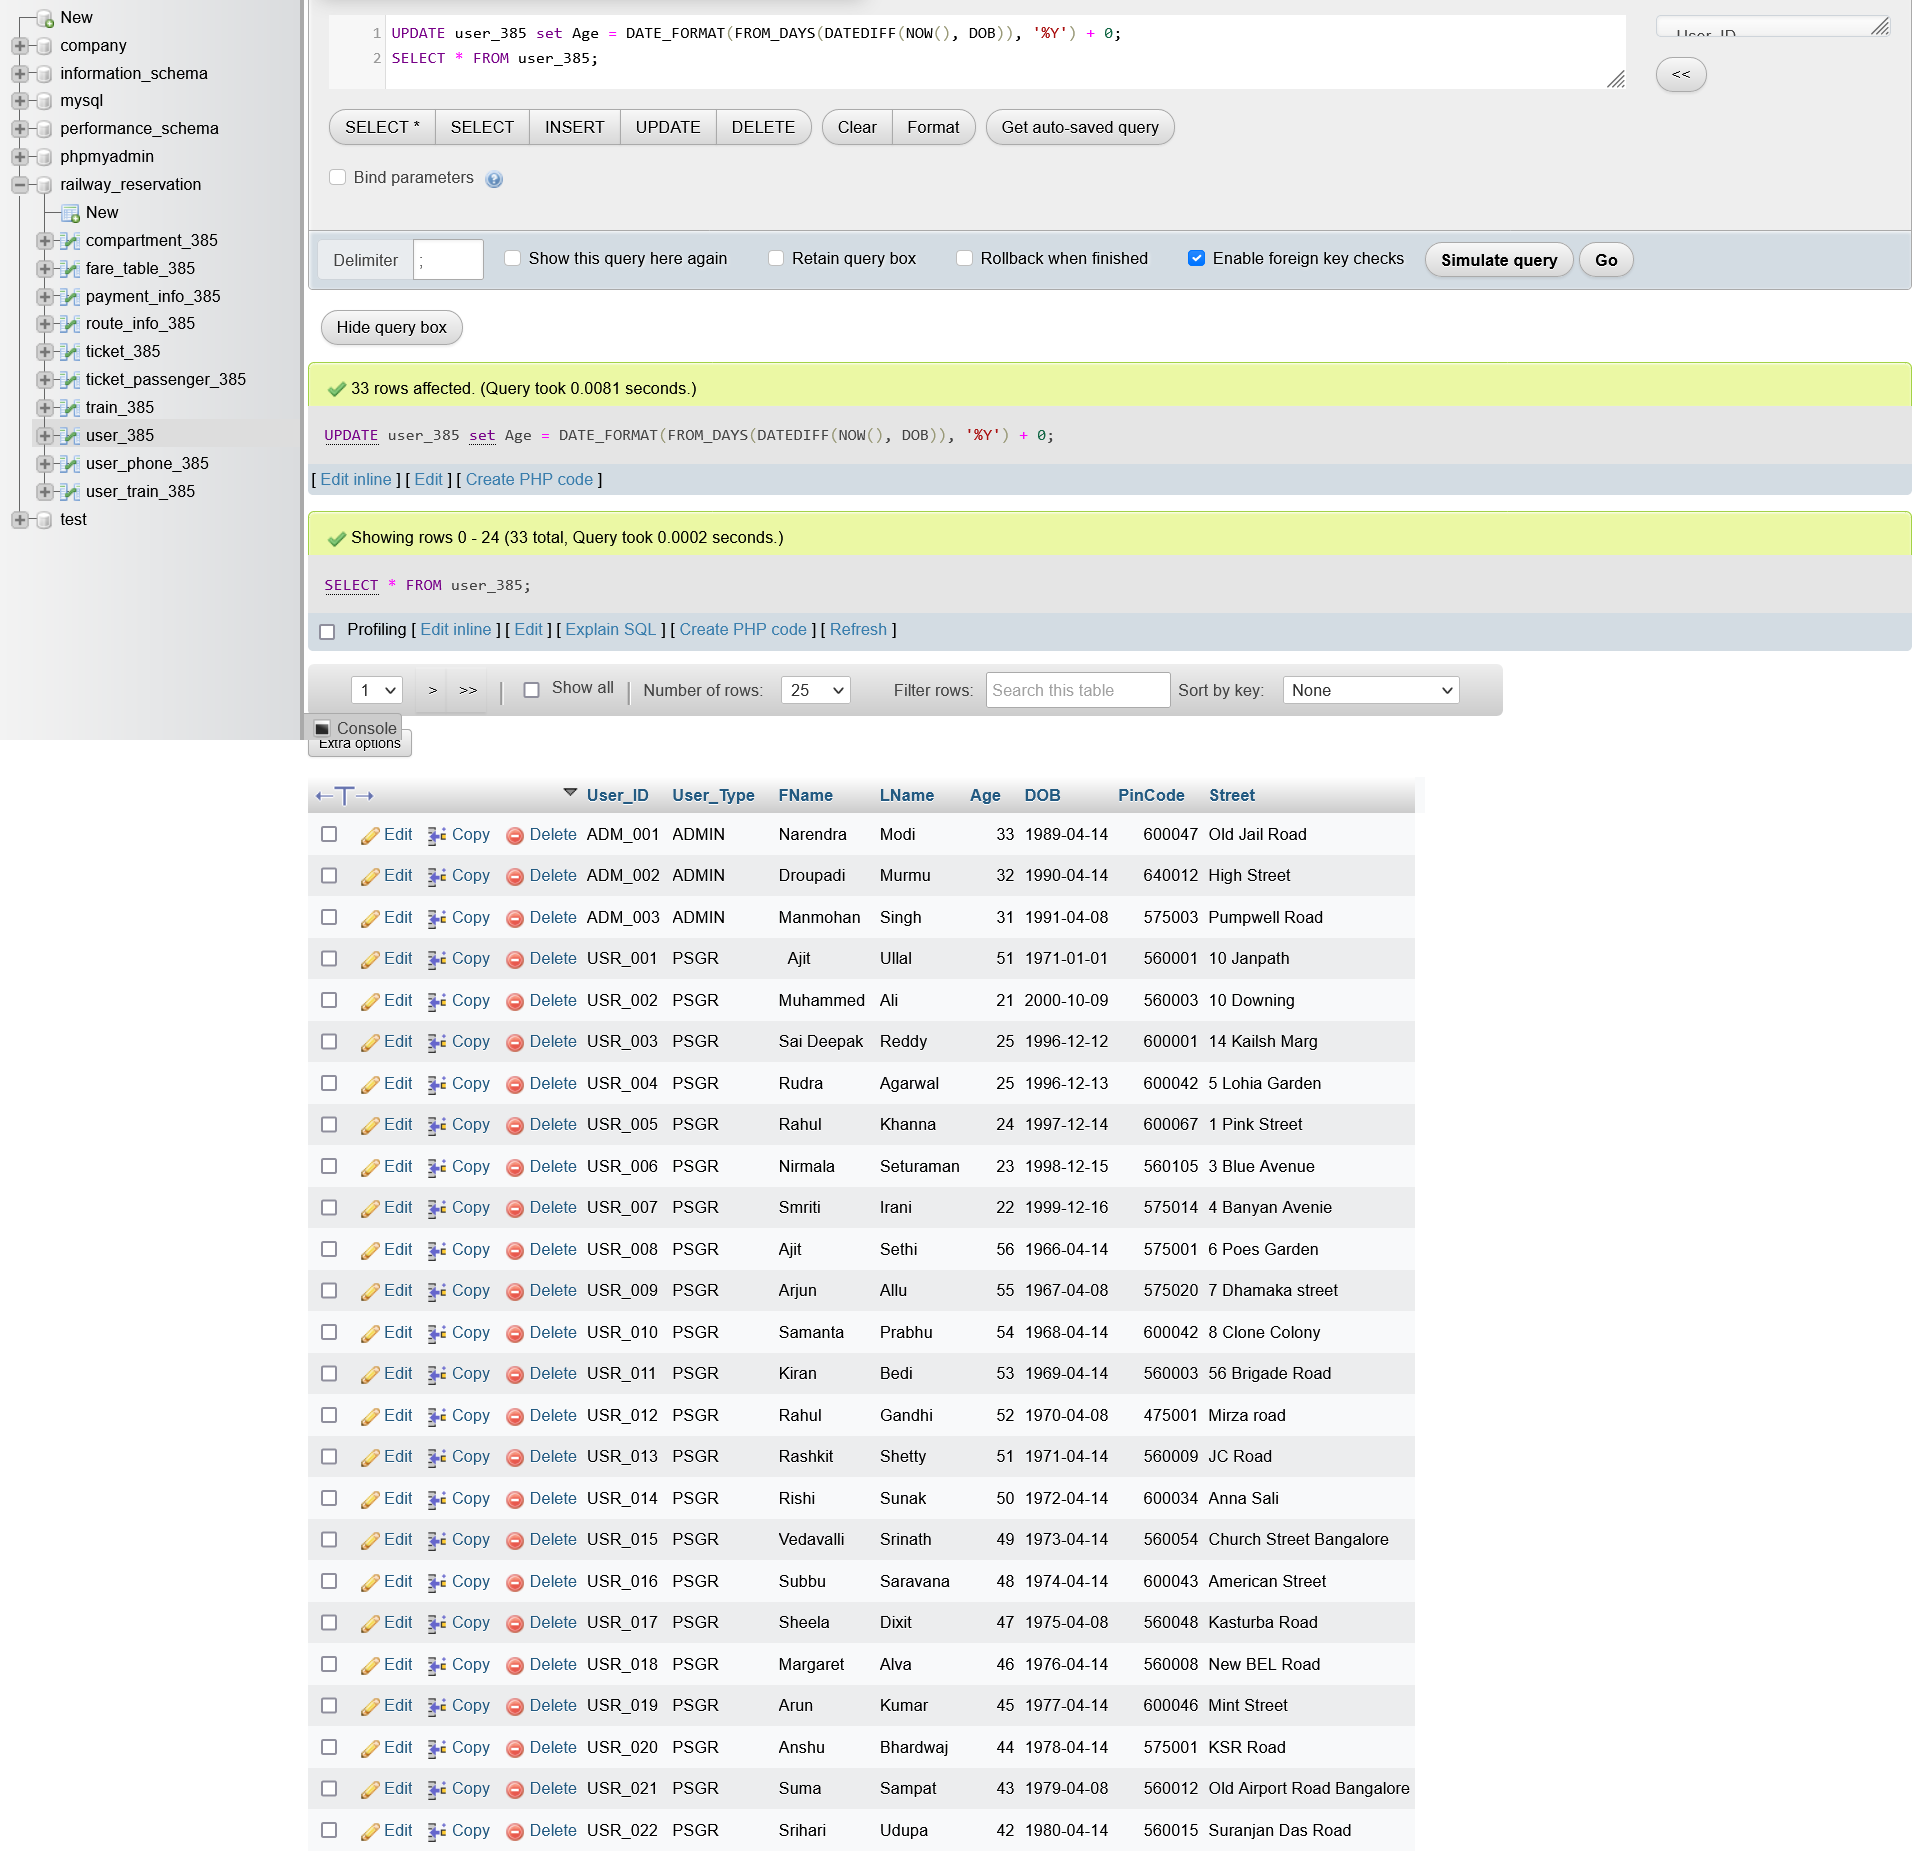 New
company
information_schema
mysql
performance_schema
phpmyadmin
railway_reservation
New
compartment_385
fare_table_385
payment_info_385
route_info_385
ticket_385
ticket_passenger_385
train_385
user_385
user_phone_385
user_train_385
test
1 UPDATE user_385 set Age = DATE_FORMAT(FROM_DAYS(DATEDIFF(NOW(), DOB)), '%Y') + 0;
2 SELECT * FROM user_385;
User_ID
<<
SELECT * SELECT INSERT UPDATE DELETE Clear Format Get auto-saved query
Bind parameters
Delimiter ; Show this query here again Retain query box Rollback when finished Enable foreign key checks Simulate query Go
Hide query box
33 rows affected. (Query took 0.0081 seconds.)
UPDATE user_385 set Age = DATE_FORMAT(FROM_DAYS(DATEDIFF(NOW(), DOB)), '%Y') + 0;
[ Edit inline ] [ Edit ] [ Create PHP code ]
Showing rows 0 - 24 (33 total, Query took 0.0002 seconds.)
SELECT * FROM user_385;
Profiling [ Edit inline ] [ Edit ] [ Explain SQL ] [ Create PHP code ] [ Refresh ]
1 > >> | Show all | Number of rows: 25 Filter rows: Search this table Sort by key: None
Console
Extra options
←T→ User_ID User_Type FName LName Age DOB PinCode Street
Edit Copy Delete ADM_001 ADMIN Narendra Modi 33 1989-04-14 600047 Old Jail Road
Edit Copy Delete ADM_002 ADMIN Droupadi Murmu 32 1990-04-14 640012 High Street
Edit Copy Delete ADM_003 ADMIN Manmohan Singh 31 1991-04-08 575003 Pumpwell Road
Edit Copy Delete USR_001 PSGR Ajit Ullal 51 1971-01-01 560001 10 Janpath
Edit Copy Delete USR_002 PSGR Muhammed Ali 21 2000-10-09 560003 10 Downing
Edit Copy Delete USR_003 PSGR Sai Deepak Reddy 25 1996-12-12 600001 14 Kailsh Marg
Edit Copy Delete USR_004 PSGR Rudra Agarwal 25 1996-12-13 600042 5 Lohia Garden
Edit Copy Delete USR_005 PSGR Rahul Khanna 24 1997-12-14 600067 1 Pink Street
Edit Copy Delete USR_006 PSGR Nirmala Seturaman 23 1998-12-15 560105 3 Blue Avenue
Edit Copy Delete USR_007 PSGR Smriti Irani 22 1999-12-16 575014 4 Banyan Avenie
Edit Copy Delete USR_008 PSGR Ajit Sethi 56 1966-04-14 575001 6 Poes Garden
Edit Copy Delete USR_009 PSGR Arjun Allu 55 1967-04-08 575020 7 Dhamaka street
Edit Copy Delete USR_010 PSGR Samanta Prabhu 54 1968-04-14 600042 8 Clone Colony
Edit Copy Delete USR_011 PSGR Kiran Bedi 53 1969-04-14 560003 56 Brigade Road
Edit Copy Delete USR_012 PSGR Rahul Gandhi 52 1970-04-08 475001 Mirza road
Edit Copy Delete USR_013 PSGR Rashkit Shetty 51 1971-04-14 560009 JC Road
Edit Copy Delete USR_014 PSGR Rishi Sunak 50 1972-04-14 600034 Anna Sali
Edit Copy Delete USR_015 PSGR Vedavalli Srinath 49 1973-04-14 560054 Church Street Bangalore
Edit Copy Delete USR_016 PSGR Subbu Saravana 48 1974-04-14 600043 American Street
Edit Copy Delete USR_017 PSGR Sheela Dixit 47 1975-04-08 560048 Kasturba Road
Edit Copy Delete USR_018 PSGR Margaret Alva 46 1976-04-14 560008 New BEL Road
Edit Copy Delete USR_019 PSGR Arun Kumar 45 1977-04-14 600046 Mint Street
Edit Copy Delete USR_020 PSGR Anshu Bhardwaj 44 1978-04-14 575001 KSR Road
Edit Copy Delete USR_021 PSGR Suma Sampat 43 1979-04-08 560012 Old Airport Road Bangalore
Edit Copy Delete USR_022 PSGR Srihari Udupa 42 1980-04-14 560015 Suranjan Das Road